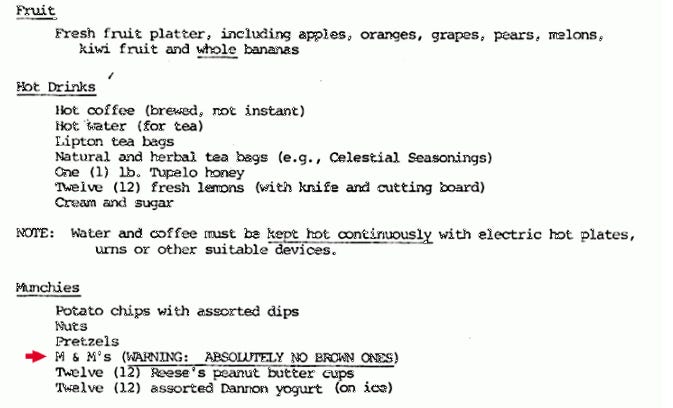 Fruit
Fresh fruit platter, including apples, oranges, grapes, pears, melons,
kiwi fruit and whole bananas
Hot Drinks
Hot coffee (brewed, not instant)
Hot water (for tea)
Lipton tea bags
Natural and herbal tea bags (e.g., Celestial Seasonings)
One (1) lb. Tupelo honey
Twelve (12) fresh lemons (with knife and cutting board)
Cream and sugar
NOTE: Water and coffee must be kept hot continuously with electric hot plates,
urns or other suitable devices.
Munchies
Potato chips with assorted dips
Nuts
Pretzels
M & M's (WARNING: ABSOLUTELY NO BROWN ONES)
Twelve (12) Reese's peanut butter cups
Twelve (12) assorted Dannon yogurt (on ice)